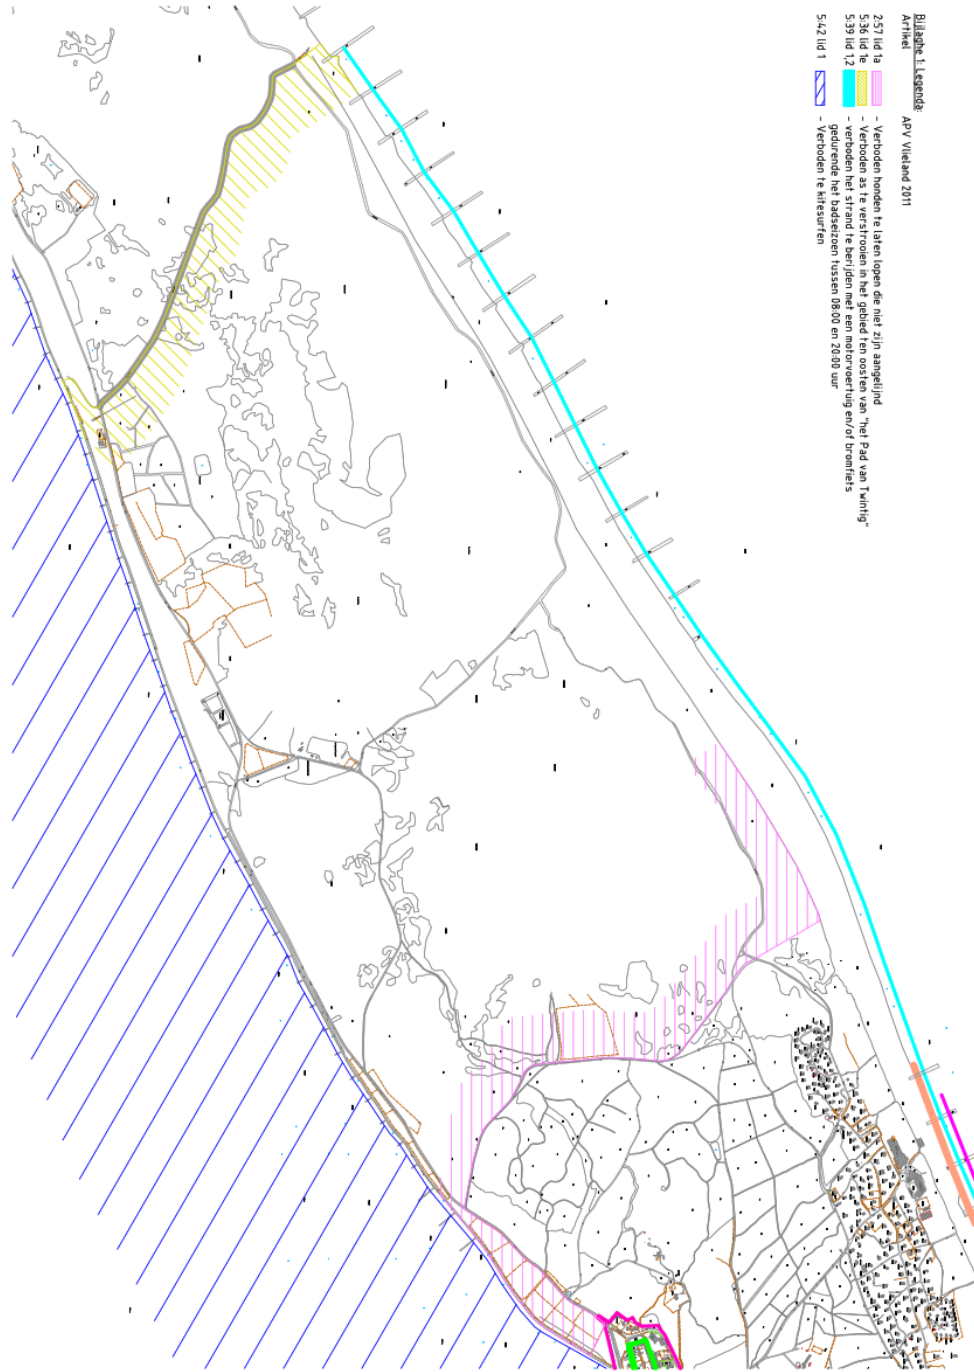 Bijlaghe 1: Legenda:
Artikel APV Vlieland 2011
2:57 lid 1a - Verboden honden te laten lopen die niet zijn aangelijnd
5:36 lid 1e - Verboden as te verstrooien in het gebied ten oosten van "het Pad van Twintig"
5:39 lid 1,2 - verboden het strand te berijden met een motorvoertuig en/of bromfiets
gedurende het badseizoen tussen 08:00 en 20:00 uur
5:42 lid 1 - Verboden te kitesurfen